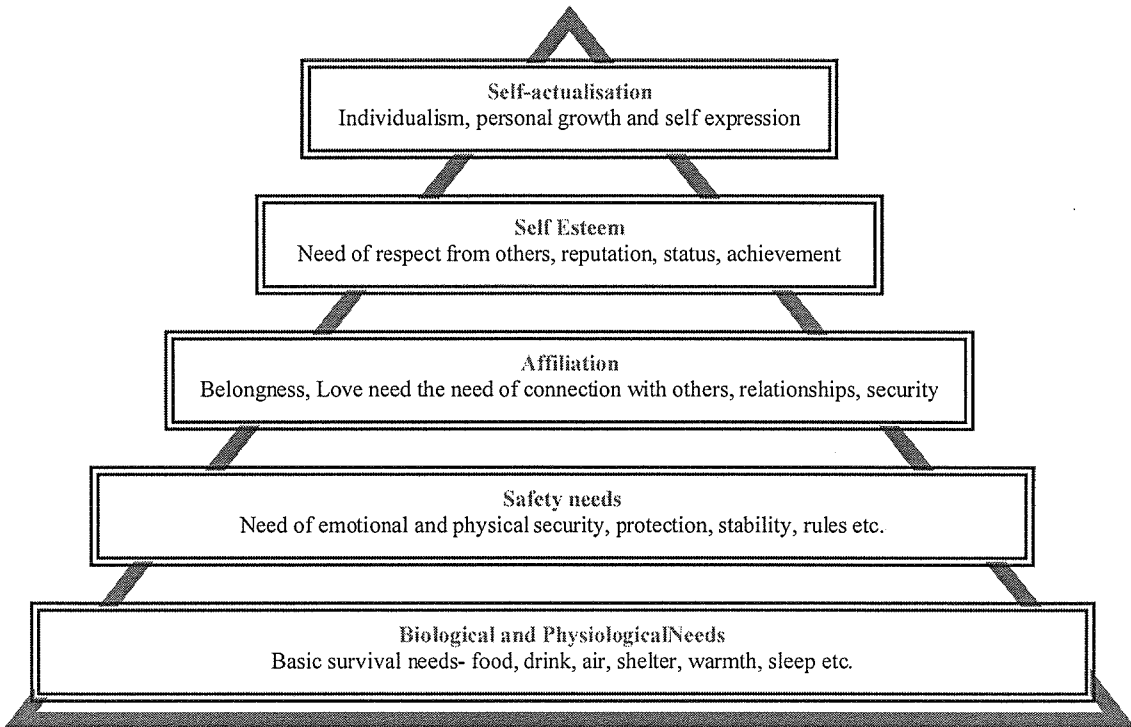 Self-actualisation
Individualism, personal growth and self expression
Self Esteem
Need of respect from others, reputation, status, achievement
Affiliation
Belongness, Love need the need of connection with others, relationships, security
Safety needs
Need of emotional and physical security, protection, stability, rules etc.
Biological and PhysiologicalNeeds
Basic survival needs- food, drink, air, shelter, warmth, sleep etc.